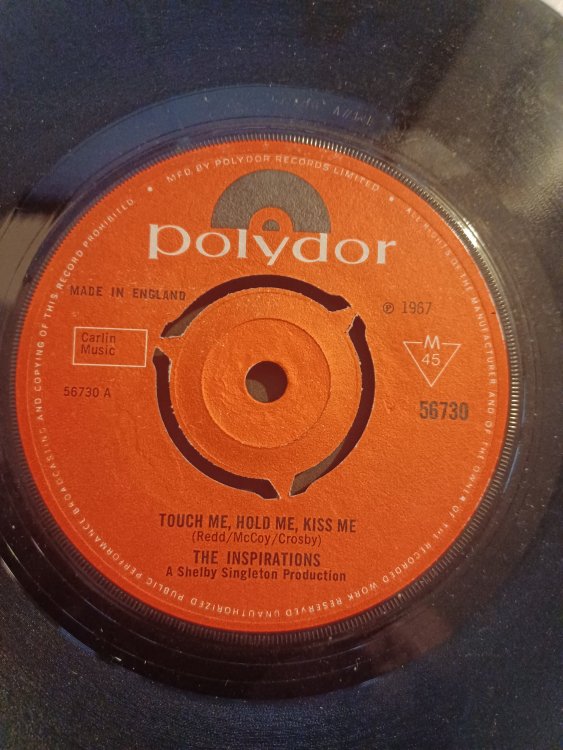 MFD BY POLYDOR RECORDS LIMITED
ALL RIGHTS OF THE MANUFACTURER AND OF THE OWNER OF THE RECORDED WORK RESERVED UNAUTHORIZED PUBLIC PERFORMANCE BROADCASTING AND COPYING OF THIS RECORD PROHIBITED
polydor
MADE IN ENGLAND
℗ 1967
Carlin
Music
M
45
56730 A
56730
TOUCH ME, HOLD ME, KISS ME
(Redd/McCoy/Crosby)
THE INSPIRATIONS
A Shelby Singleton Production